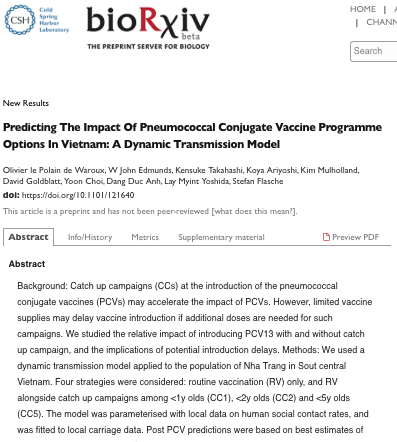 CSH
Cold
Spring
Harbor
Laboratory
bioRxiv
beta
THE PREPRINT SERVER FOR BIOLOGY
HOME | A
| CHANN
Search
New Results
Predicting The Impact Of Pneumococcal Conjugate Vaccine Programme
Options In Vietnam: A Dynamic Transmission Model
Olivier le Polain de Waroux, W John Edmunds, Kensuke Takahashi, Koya Ariyoshi, Kim Mulholland,
David Goldblatt, Yoon Choi, Dang Duc Anh, Lay Myint Yoshida, Stefan Flasche
doi: https://doi.org/10.1101/121640
This article is a preprint and has not been peer-reviewed [what does this mean?].
Abstract Info/History Metrics Supplementary material Preview PDF
Abstract
Background: Catch up campaigns (CCs) at the introduction of the pneumococcal
conjugate vaccines (PCVs) may accelerate the impact of PCVs. However, limited vaccine
supplies may delay vaccine introduction if additional doses are needed for such
campaigns. We studied the relative impact of introducing PCV13 with and without catch
up campaign, and the implications of potential introduction delays. Methods: We used a
dynamic transmission model applied to the population of Nha Trang in Sout central
Vietnam. Four strategies were considered: routine vaccination (RV) only, and RV
alongside catch up campaigns among <1y olds (CC1), <2y olds (CC2) and <5y olds
(CC5). The model was parameterised with local data on human social contact rates, and
was fitted to local carriage data. Post PCV predictions were based on best estimates of